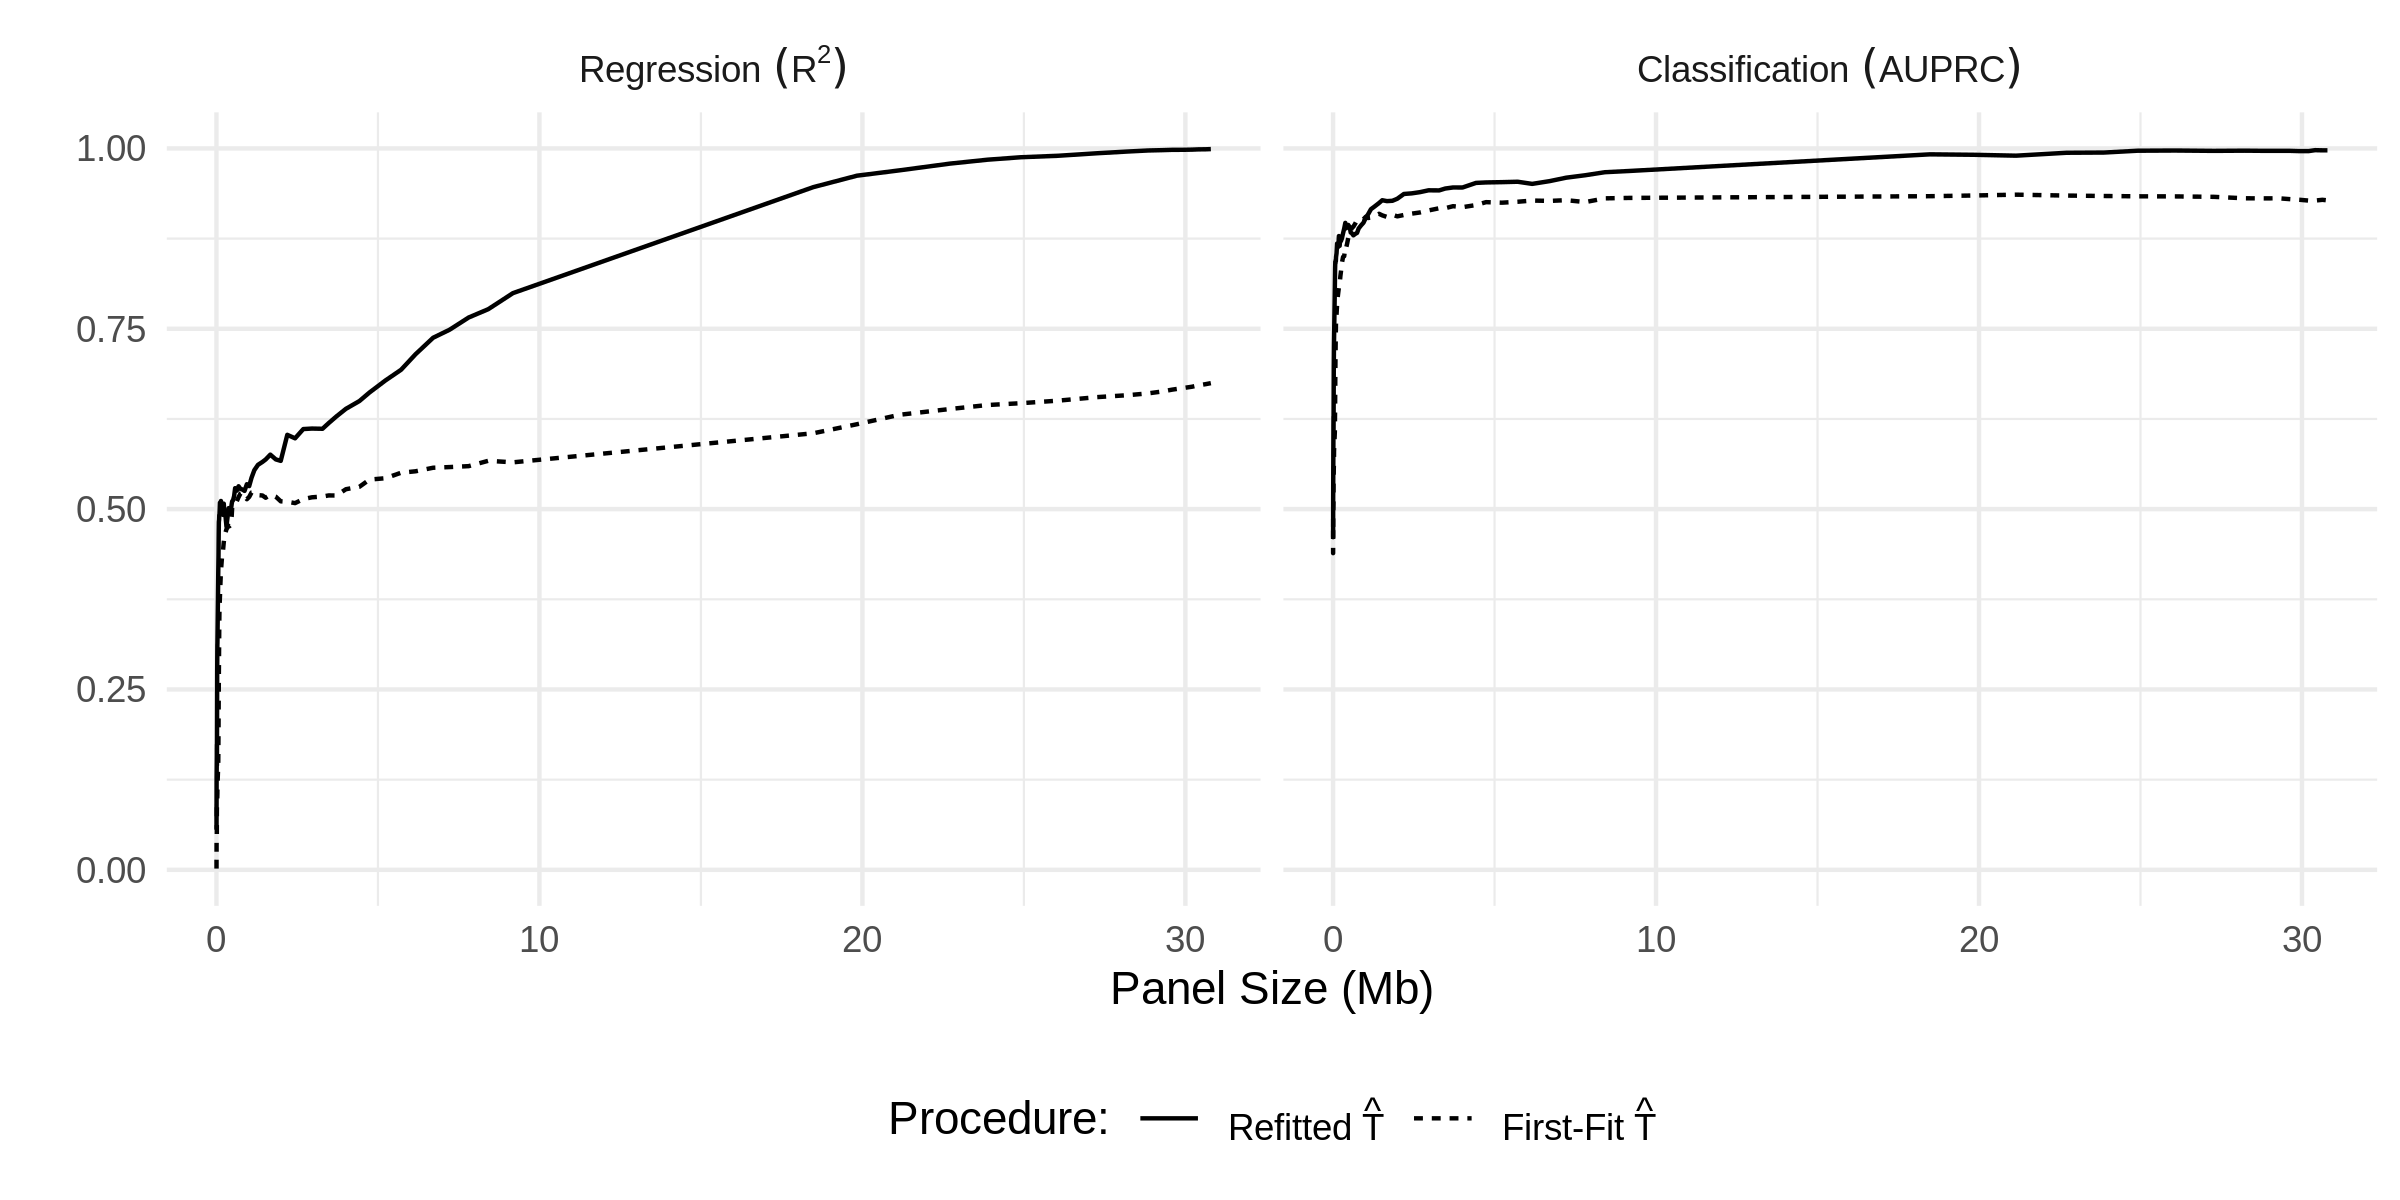 Regression (R²)
Classification (AUPRC)
1.00
0.75
0.50
0.25
0.00
0 10 20 30 0 10 20 30
Panel Size (Mb)
Procedure: Refitted T̂ First-Fit T̂